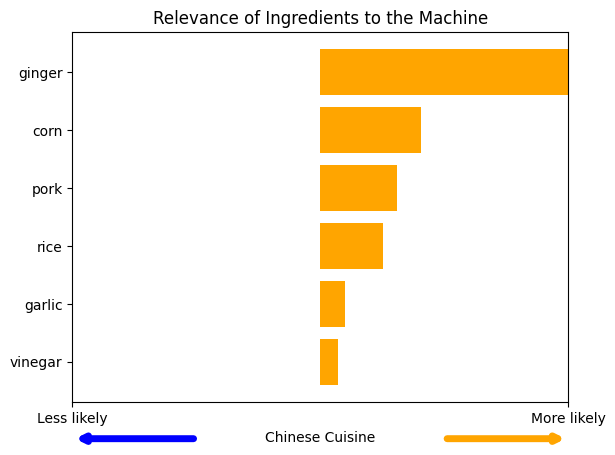 Relevance of Ingredients to the Machine
ginger
corn
pork
rice
garlic
vinegar
Less likely
More likely
Chinese Cuisine